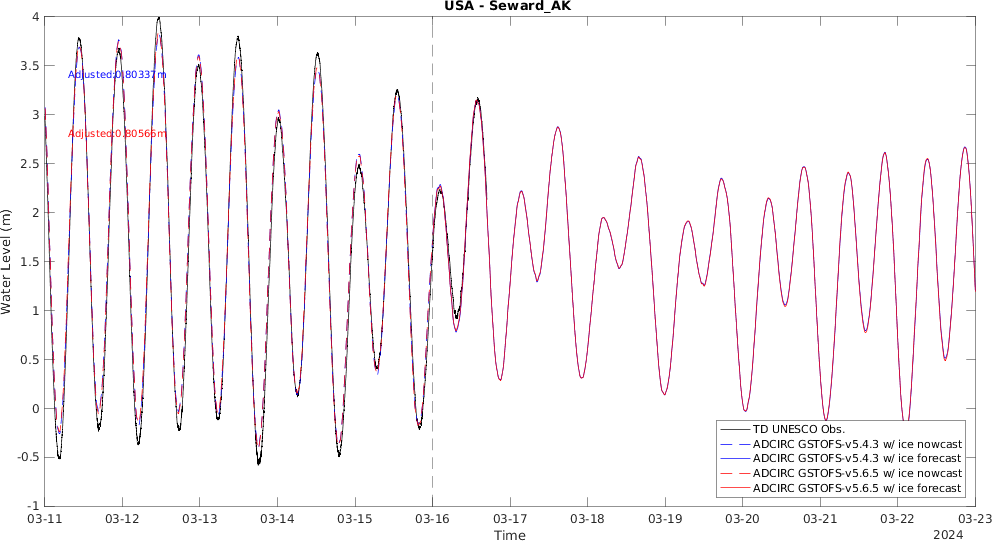 USA - Seward_AK
Water Level (m)
4
3.5
3
2.5
2
1.5
1
0.5
0
-0.5
-1
Adjusted:0.80337m
Adjusted:0.80566m
TD UNESCO Obs.
ADCIRC GSTOFS-v5.4.3 w/ ice nowcast
ADCIRC GSTOFS-v5.4.3 w/ ice forecast
ADCIRC GSTOFS-v5.6.5 w/ ice nowcast
ADCIRC GSTOFS-v5.6.5 w/ ice forecast
03-11 03-12 03-13 03-14 03-15 03-16 03-17 03-18 03-19 03-20 03-21 03-22 03-23
Time
2024